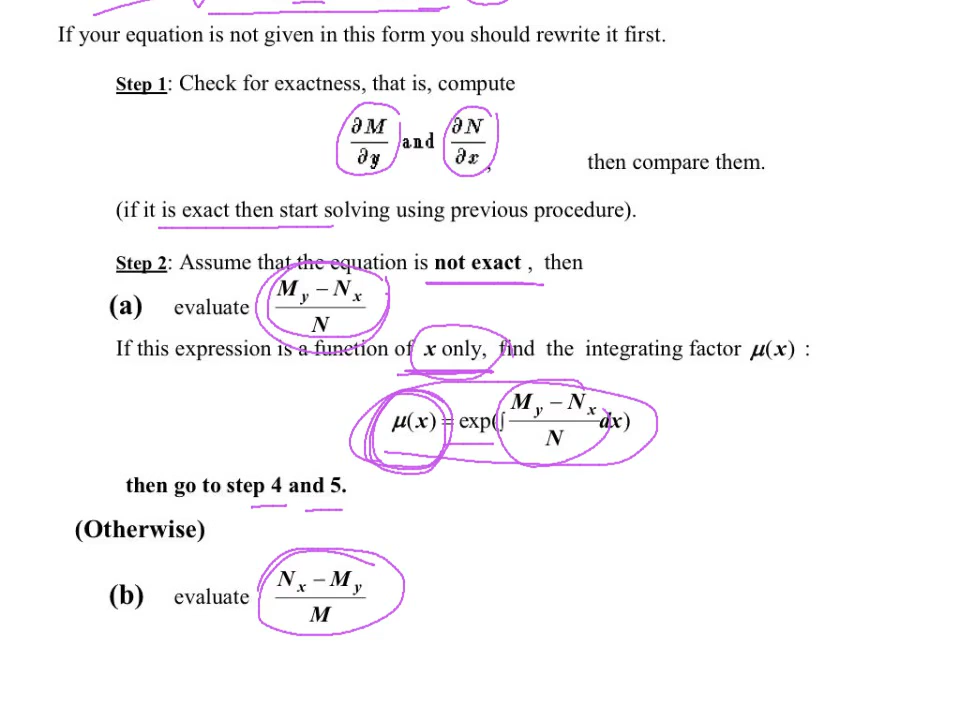 If your equation is not given in this form you should rewrite it first.
Step 1: Check for exactness, that is, compute
∂M/∂y and ∂N/∂x, then compare them.
(if it is exact then start solving using previous procedure).
Step 2: Assume that the equation is not exact , then
(a) evaluate (M_y − N_x)/N
If this expression is a function of x only, find the integrating factor μ(x) :
μ(x) = exp(∫ (M_y − N_x)/N dx)
then go to step 4 and 5.
(Otherwise)
(b) evaluate (N_x − M_y)/M